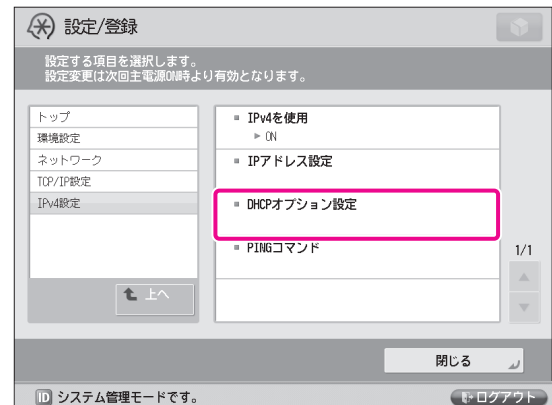 設定/登録
設定する項目を選択します。
設定変更は次回主電源ON時より有効となります。
トップ
環境設定
ネットワーク
TCP/IP設定
IPv4設定
上へ
IPv4を使用
ON
IPアドレス設定
DHCPオプション設定
PINGコマンド
1/1
閉じる
ID システム管理モードです。
ログアウト